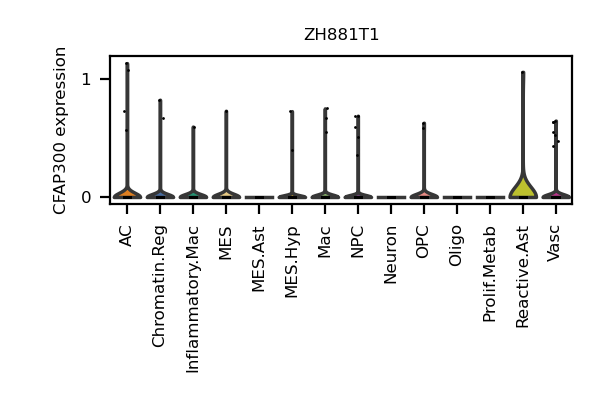 ZH881T1
CFAP300 expression
1
0
AC
Chromatin.Reg
Inflammatory.Mac
MES
MES.Ast
MES.Hyp
Mac
NPC
Neuron
OPC
Oligo
Prolif.Metab
Reactive.Ast
Vasc